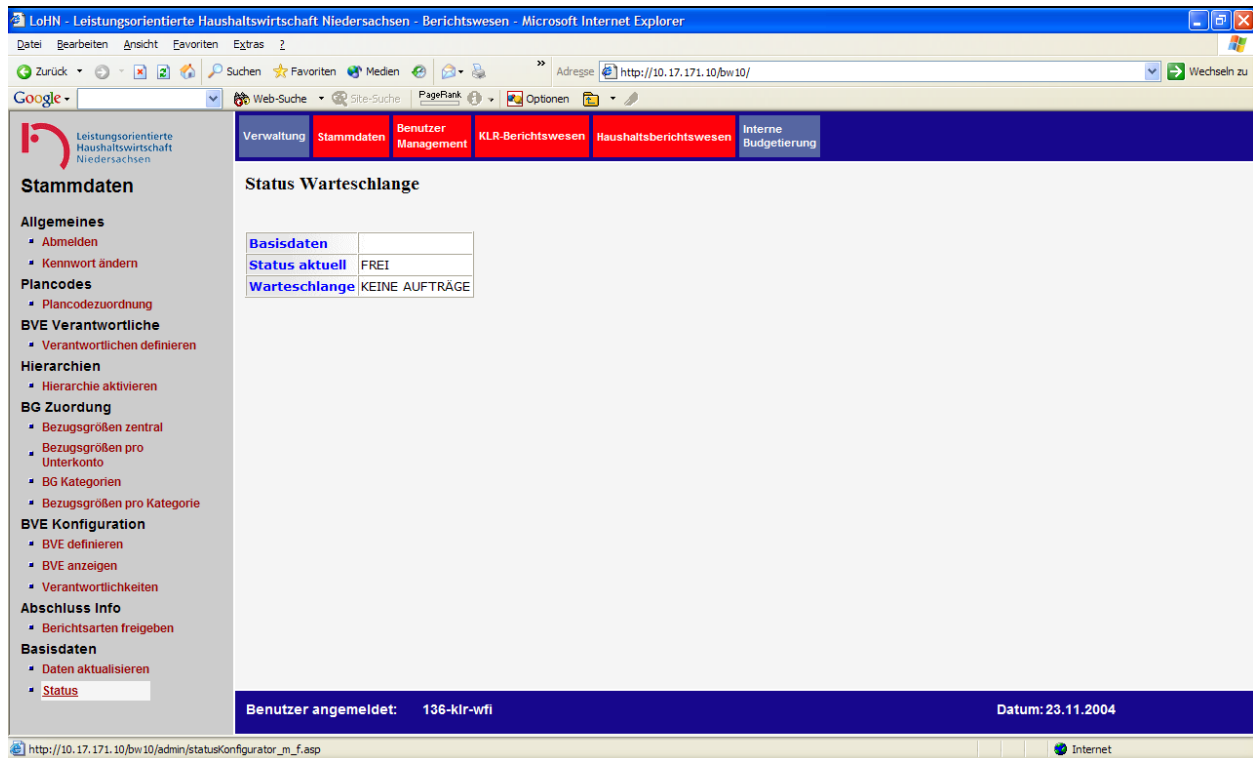 LoHN - Leistungsorientierte Haushaltswirtschaft Niedersachsen - Berichtswesen - Microsoft Internet Explorer
Datei Bearbeiten Ansicht Favoriten Extras ?
Zurück Suchen Favoriten Medien » Adresse http://10.17.171.10/bw10/ Wechseln zu
Google Web-Suche Site-Suche PageRank Optionen
Leistungsorientierte
Haushaltswirtschaft
Niedersachsen
Verwaltung Stammdaten Benutzer Management KLR-Berichtswesen Haushaltsberichtswesen Interne Budgetierung
Stammdaten
Allgemeines
Abmelden
Kennwort ändern
Plancodes
Plancodezuordnung
BVE Verantwortliche
Verantwortlichen definieren
Hierarchien
Hierarchie aktivieren
BG Zuordung
Bezugsgrößen zentral
Bezugsgrößen pro
Unterkonto
BG Kategorien
Bezugsgrößen pro Kategorie
BVE Konfiguration
BVE definieren
BVE anzeigen
Verantwortlichkeiten
Abschluss Info
Berichtsarten freigeben
Basisdaten
Daten aktualisieren
Status
Status Warteschlange
Basisdaten
Status aktuell FREI
Warteschlange KEINE AUFTRÄGE
Benutzer angemeldet: 136-klr-wfi Datum: 23.11.2004
http://10.17.171.10/bw10/admin/statusKonfigurator_m_f.asp Internet